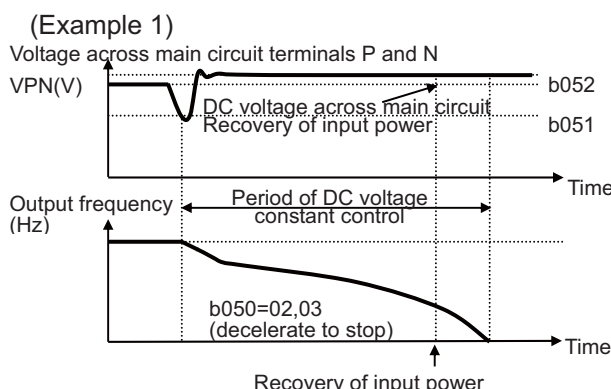 (Example 1)
Voltage across main circuit terminals P and N
VPN(V)
b052
DC voltage across main circuit
Recovery of input power
b051
Time
Output frequency
(Hz)
Period of DC voltage
constant control
b050=02,03
(decelerate to stop)
Time
Recovery of input power